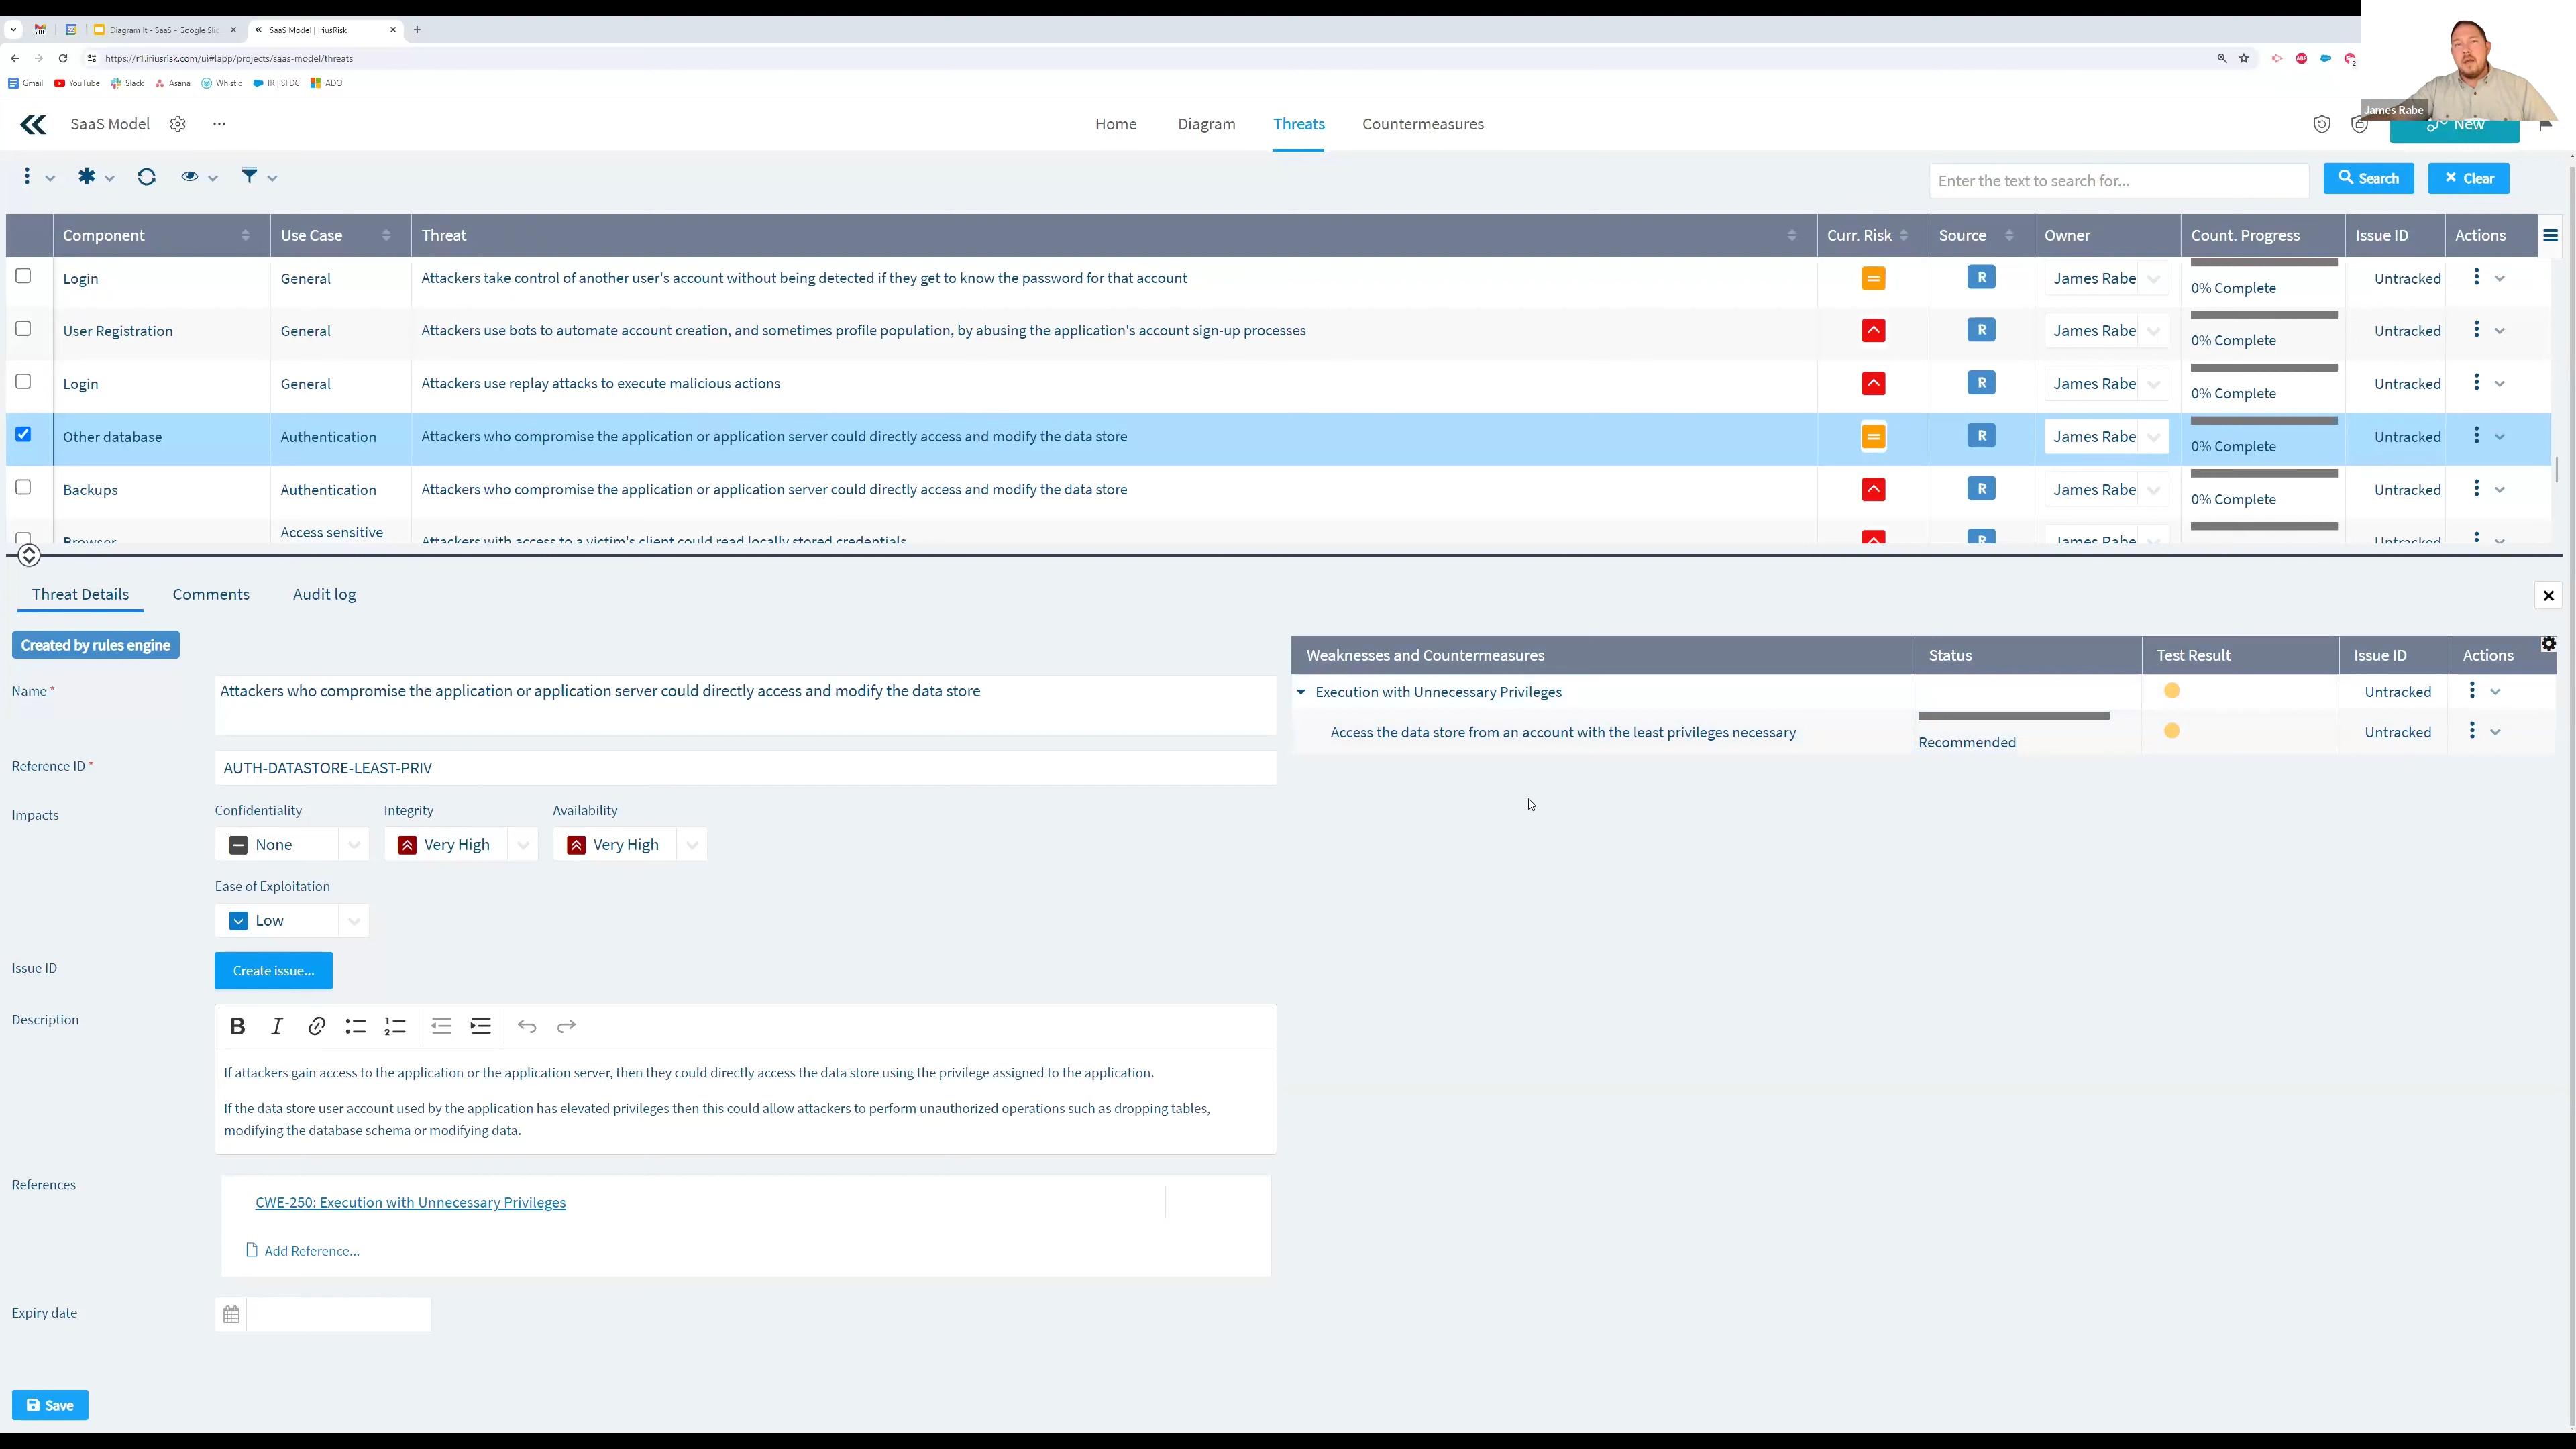 Diagram It - SaaS - Google Slid
SaaS Model | IriusRisk
https://r1.iriusrisk.com/ui#!app/projects/saas-model/threats
Gmail YouTube Slack Asana Whistic IR | SFDC ADO
James Rabe
SaaS Model Home Diagram Threats Countermeasures New
Enter the text to search for... Search Clear
Component Use Case Threat Curr. Risk Source Owner Count. Progress Issue ID Actions
Login General Attackers take control of another user's account without being detected if they get to know the password for that account R James Rabe 0% Complete Untracked
User Registration General Attackers use bots to automate account creation, and sometimes profile population, by abusing the application's account sign-up processes R James Rabe 0% Complete Untracked
Login General Attackers use replay attacks to execute malicious actions R James Rabe 0% Complete Untracked
Other database Authentication Attackers who compromise the application or application server could directly access and modify the data store R James Rabe 0% Complete Untracked
Backups Authentication Attackers who compromise the application or application server could directly access and modify the data store R James Rabe 0% Complete Untracked
Browser Access sensitive Attackers with access to a victim's client could read locally stored credentials R James Rabe Untracked
Threat Details Comments Audit log
Created by rules engine
Name * Attackers who compromise the application or application server could directly access and modify the data store
Reference ID * AUTH-DATASTORE-LEAST-PRIV
Impacts Confidentiality Integrity Availability
None Very High Very High
Ease of Exploitation
Low
Issue ID Create issue...
Description
If attackers gain access to the application or the application server, then they could directly access the data store using the privilege assigned to the application.
If the data store user account used by the application has elevated privileges then this could allow attackers to perform unauthorized operations such as dropping tables,
modifying the database schema or modifying data.
References CWE-250: Execution with Unnecessary Privileges
Add Reference...
Expiry date
Save
Weaknesses and Countermeasures Status Test Result Issue ID Actions
Execution with Unnecessary Privileges Untracked
Access the data store from an account with the least privileges necessary Recommended Untracked